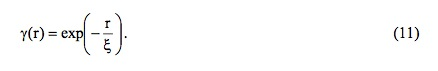 γ(r) = exp(−r/ξ). (11)